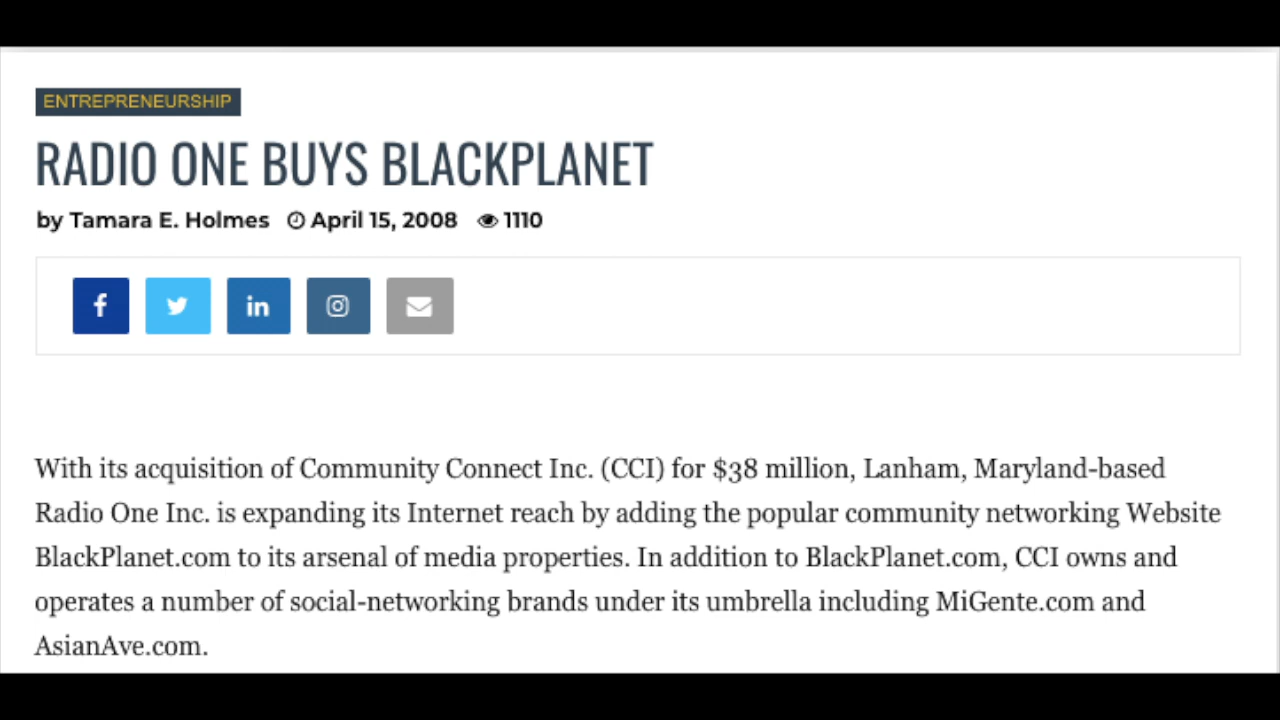 ENTREPRENEURSHIP
RADIO ONE BUYS BLACKPLANET
by Tamara E. Holmes April 15, 2008 1110
f in
With its acquisition of Community Connect Inc. (CCI) for $38 million, Lanham, Maryland-based
Radio One Inc. is expanding its Internet reach by adding the popular community networking Website
BlackPlanet.com to its arsenal of media properties. In addition to BlackPlanet.com, CCI owns and
operates a number of social-networking brands under its umbrella including MiGente.com and
AsianAve.com.